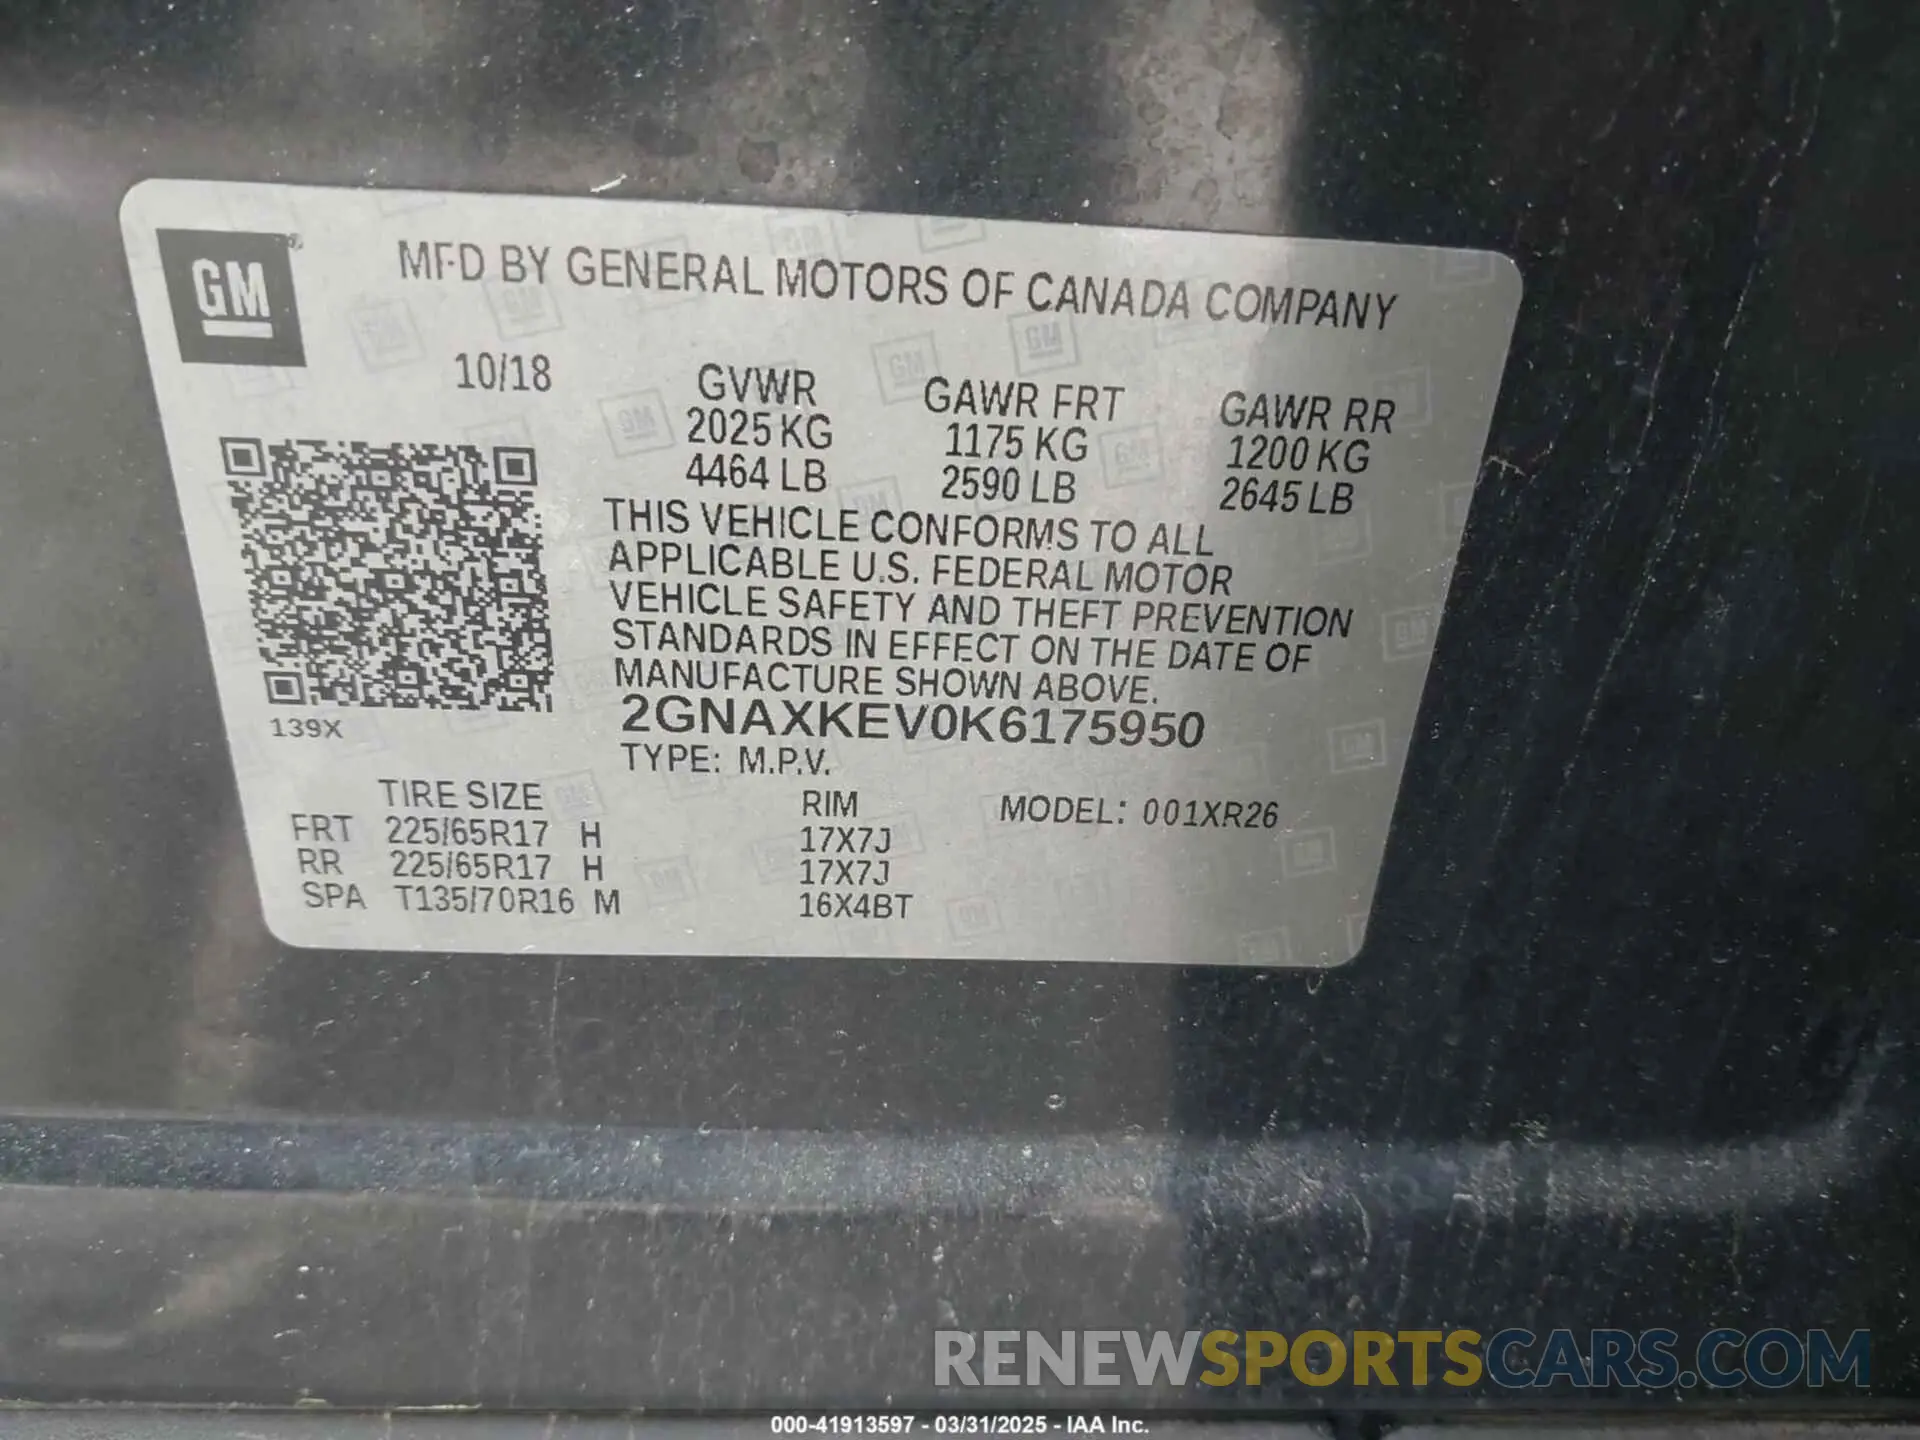 GM
MFD BY GENERAL MOTORS OF CANADA COMPANY
10/18
GVWR GAWR FRT GAWR RR
2025 KG 1175 KG 1200 KG
4464 LB 2590 LB 2645 LB
THIS VEHICLE CONFORMS TO ALL
APPLICABLE U.S. FEDERAL MOTOR
VEHICLE SAFETY AND THEFT PREVENTION
STANDARDS IN EFFECT ON THE DATE OF
MANUFACTURE SHOWN ABOVE.
139X
2GNAXKEV0K6175950
TYPE: M.P.V.
TIRE SIZE RIM MODEL: 001XR26
FRT 225/65R17 H 17X7J
RR 225/65R17 H 17X7J
SPA T135/70R16 M 16X4BT
RENEWSPORTSCARS.COM
000-41913597 - 03/31/2025 - IAA Inc.